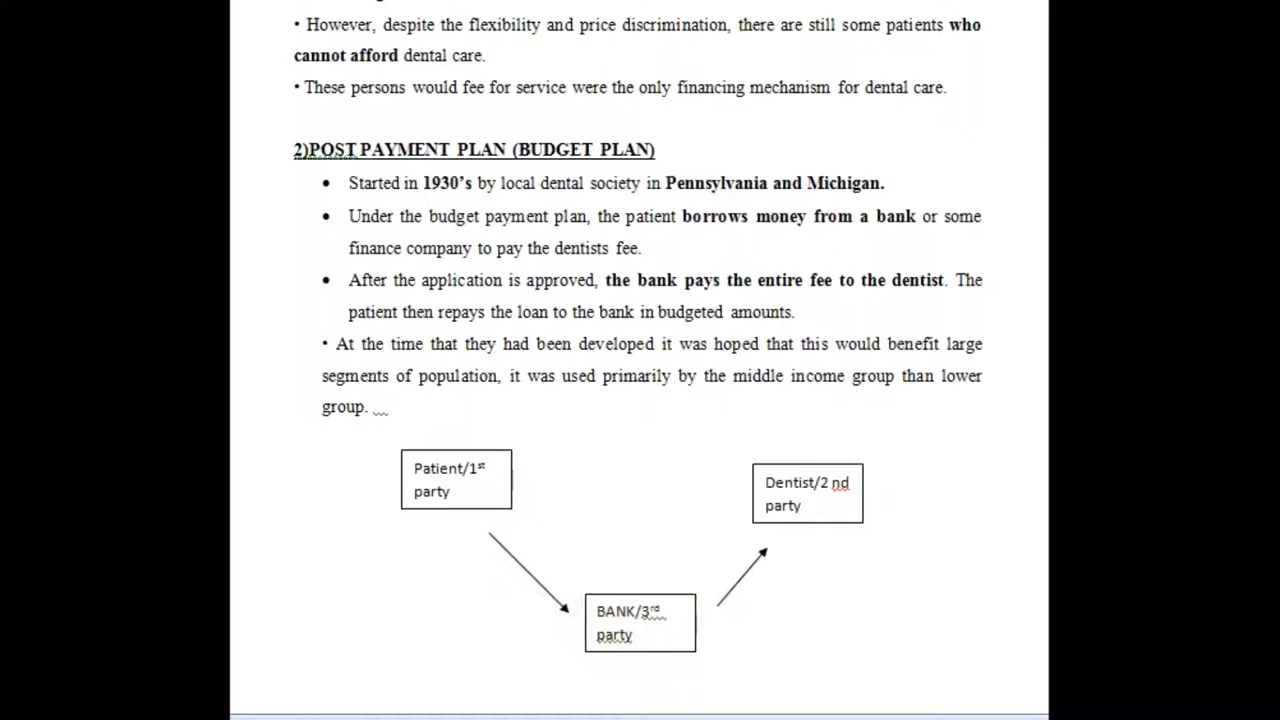 • However, despite the flexibility and price discrimination, there are still some patients who
cannot afford dental care.
• These persons would fee for service were the only financing mechanism for dental care.
2)POST PAYMENT PLAN (BUDGET PLAN)
• Started in 1930's by local dental society in Pennsylvania and Michigan.
• Under the budget payment plan, the patient borrows money from a bank or some
finance company to pay the dentists fee.
• After the application is approved, the bank pays the entire fee to the dentist. The
patient then repays the loan to the bank in budgeted amounts.
• At the time that they had been developed it was hoped that this would benefit large
segments of population, it was used primarily by the middle income group than lower
group.
Patient/1st
party
Dentist/2 nd
party
BANK/3rd
party